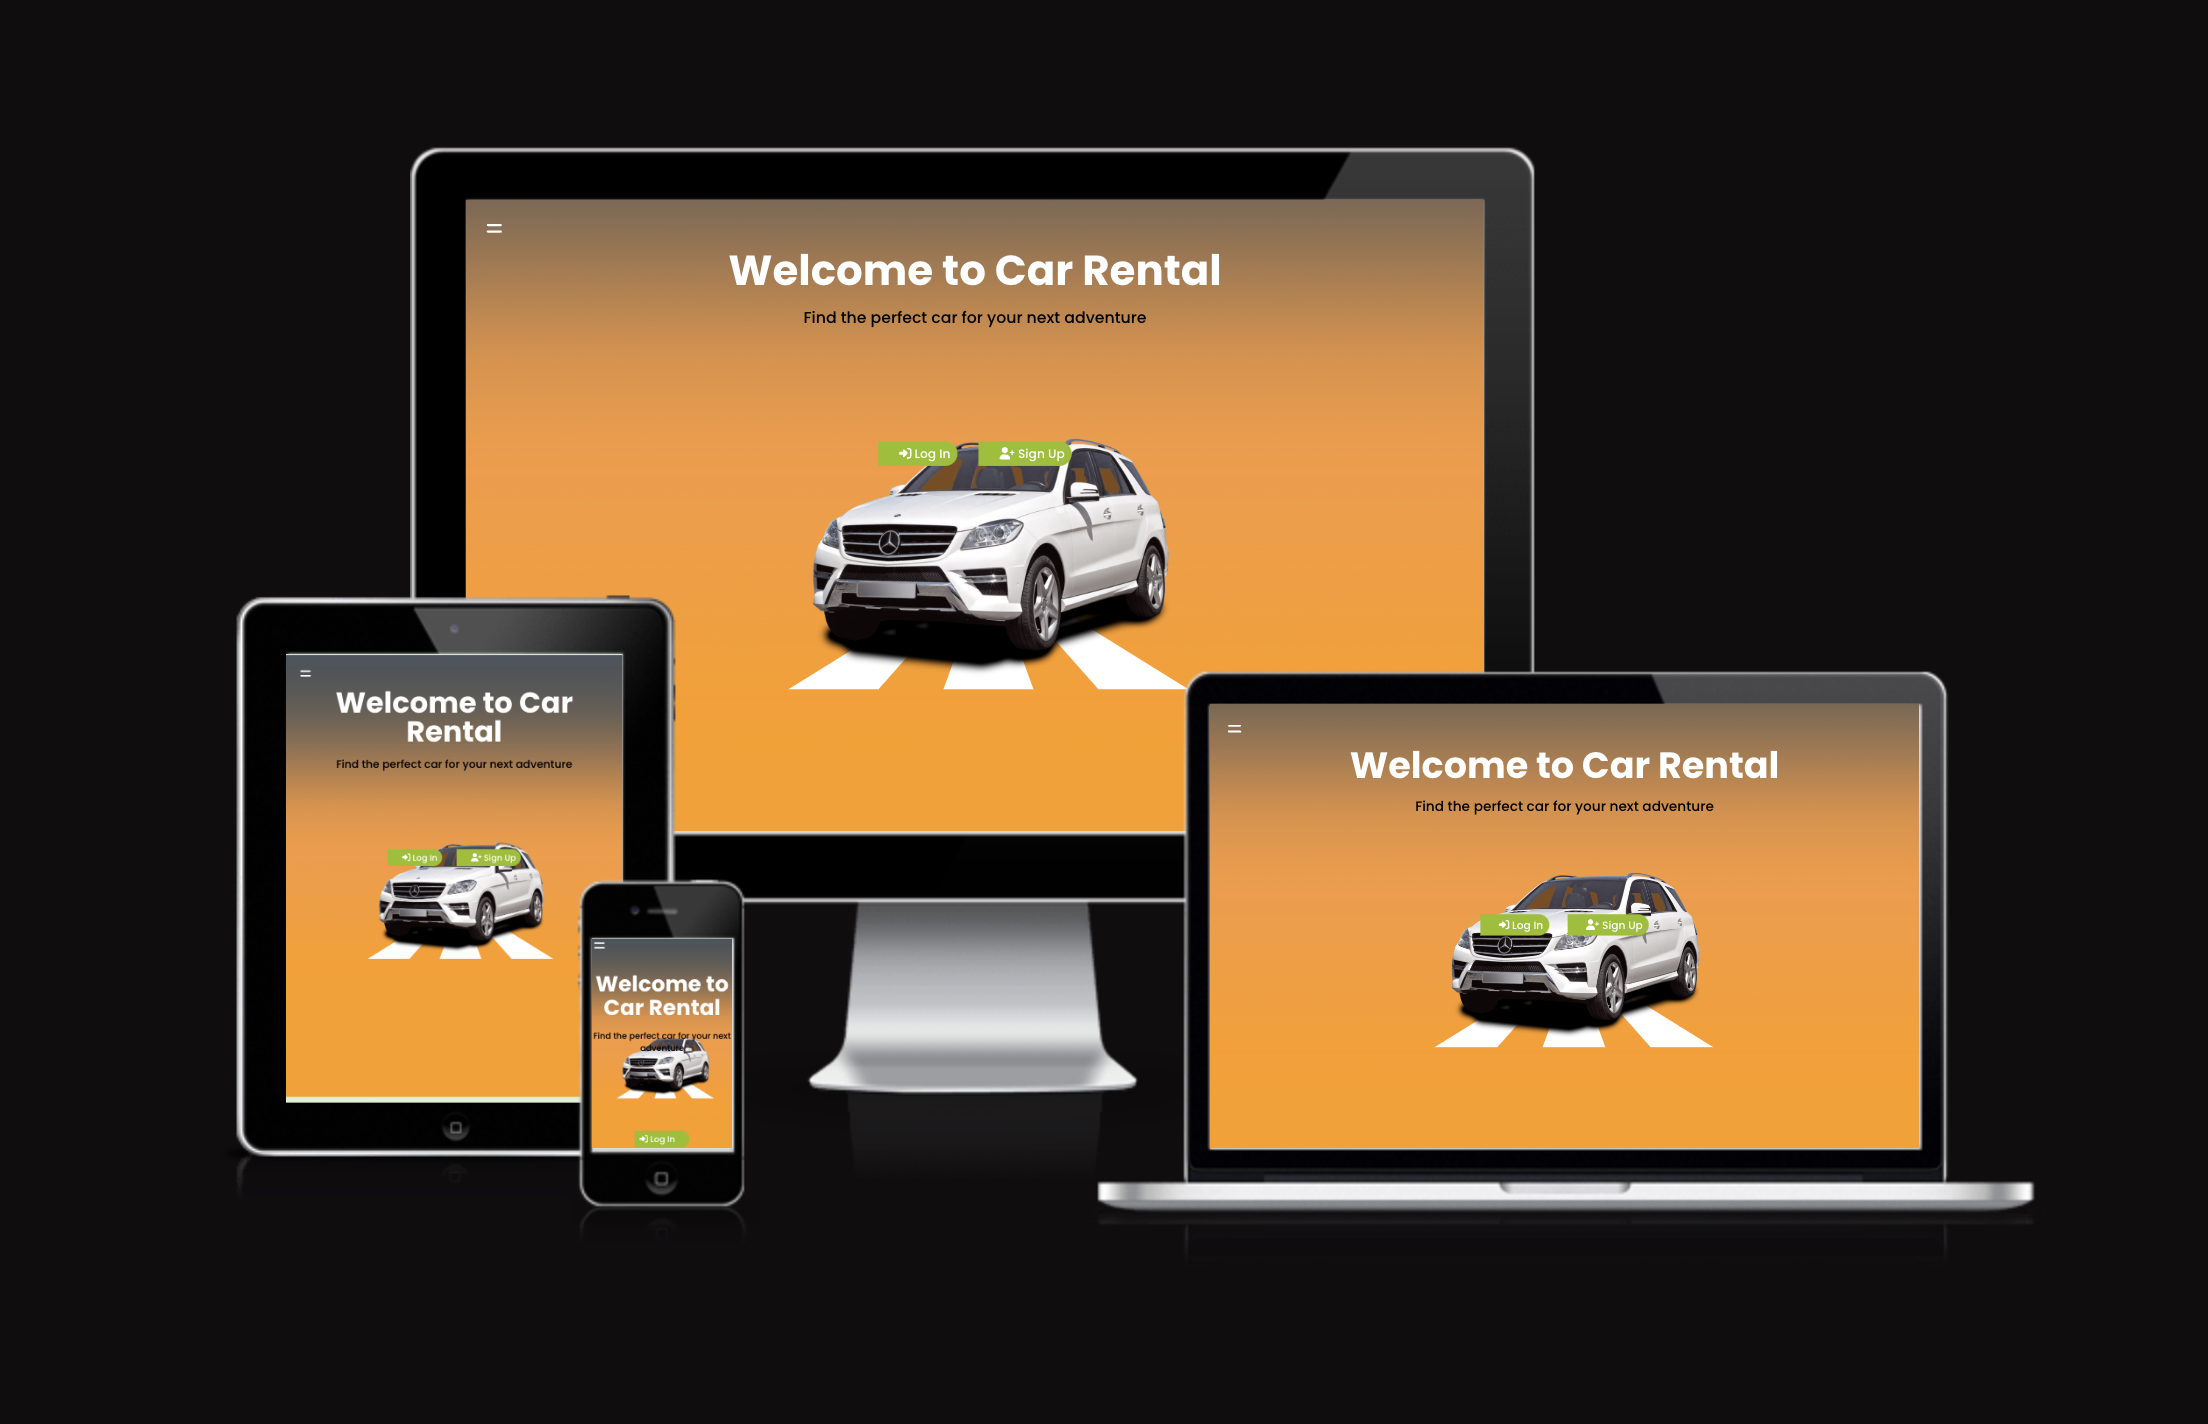 Welcome to Car Rental
Find the perfect car for your next adventure
Log In
Sign Up
Welcome to Car
Rental
Find the perfect car for your next adventure
Log In
Sign Up
Welcome to
Car Rental
Find the perfect car for your next
adventure
Log In
Welcome to Car Rental
Find the perfect car for your next adventure
Log In
Sign Up